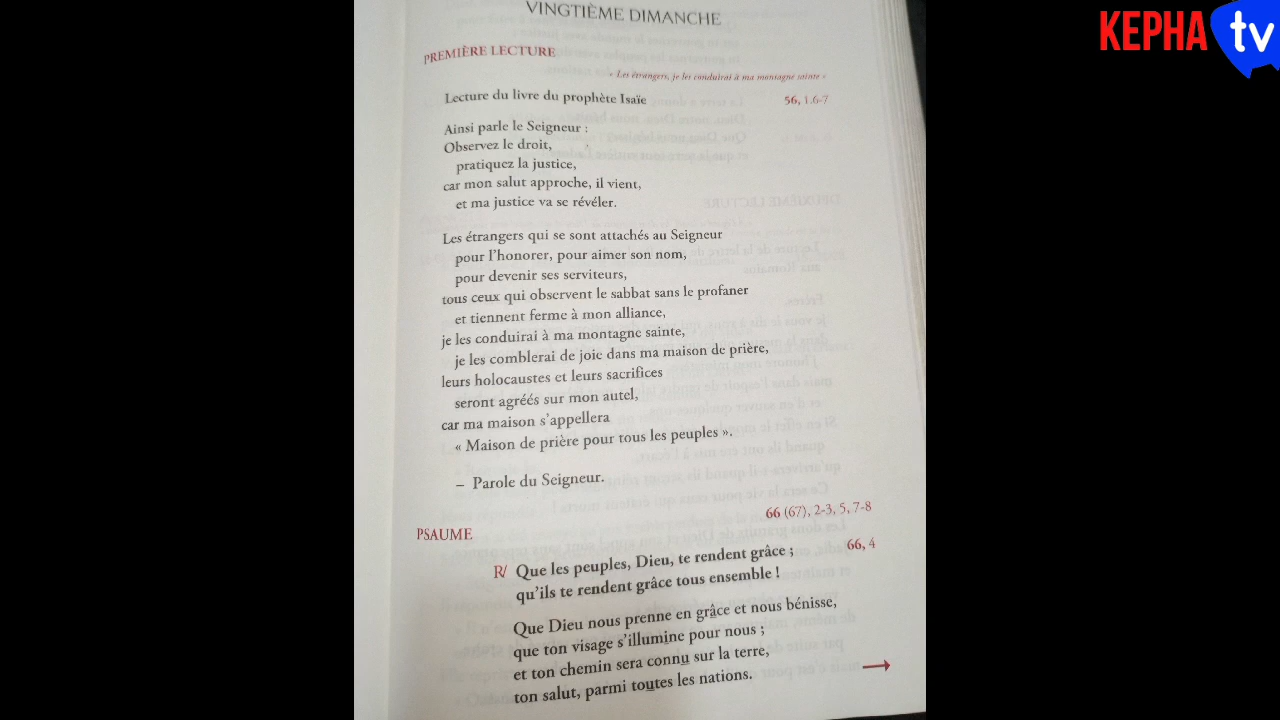 VINGTIÈME DIMANCHE
PREMIÈRE LECTURE
« Les étrangers, je les conduirai à ma montagne sainte »
Lecture du livre du prophète Isaïe 56, 1.6-7
Ainsi parle le Seigneur :
Observez le droit,
pratiquez la justice,
car mon salut approche, il vient,
et ma justice va se révéler.
Les étrangers qui se sont attachés au Seigneur
pour l’honorer, pour aimer son nom,
pour devenir ses serviteurs,
tous ceux qui observent le sabbat sans le profaner
et tiennent ferme à mon alliance,
je les conduirai à ma montagne sainte,
je les comblerai de joie dans ma maison de prière,
leurs holocaustes et leurs sacrifices
seront agréés sur mon autel,
car ma maison s’appellera
« Maison de prière pour tous les peuples ».
– Parole du Seigneur.
PSAUME 66 (67), 2-3, 5, 7-8
R/ Que les peuples, Dieu, te rendent grâce ; 66, 4
qu’ils te rendent grâce tous ensemble !
Que Dieu nous prenne en grâce et nous bénisse,
que ton visage s’illumine pour nous ;
et ton chemin sera connu sur la terre,
ton salut, parmi toutes les nations.
KEPHA tv